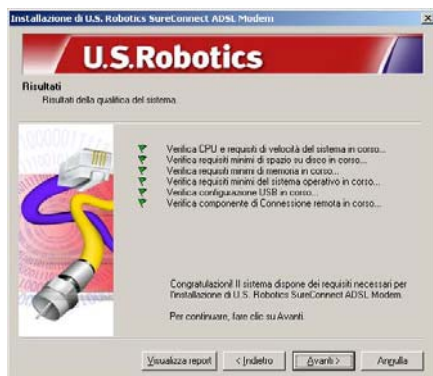 Installazione di U.S. Robotics SureConnect ADSL Modem
U.S.Robotics
Risultati
Risultati della qualifica del sistema.
Verifica CPU e requisiti di velocità del sistema in corso...
Verifica requisiti minimi di spazio su disco in corso...
Verifica requisiti minimi di memoria in corso...
Verifica requisiti minimi del sistema operativo in corso...
Verifica configurazione USB in corso...
Verifica componente di Connessione remota in corso...
Congratulazioni! Il sistema dispone dei requisiti necessari per
l'installazione di U.S. Robotics SureConnect ADSL Modem.
Per continuare, fare clic su Avanti.
Visualizza report
< Indietro
Avanti >
Annulla